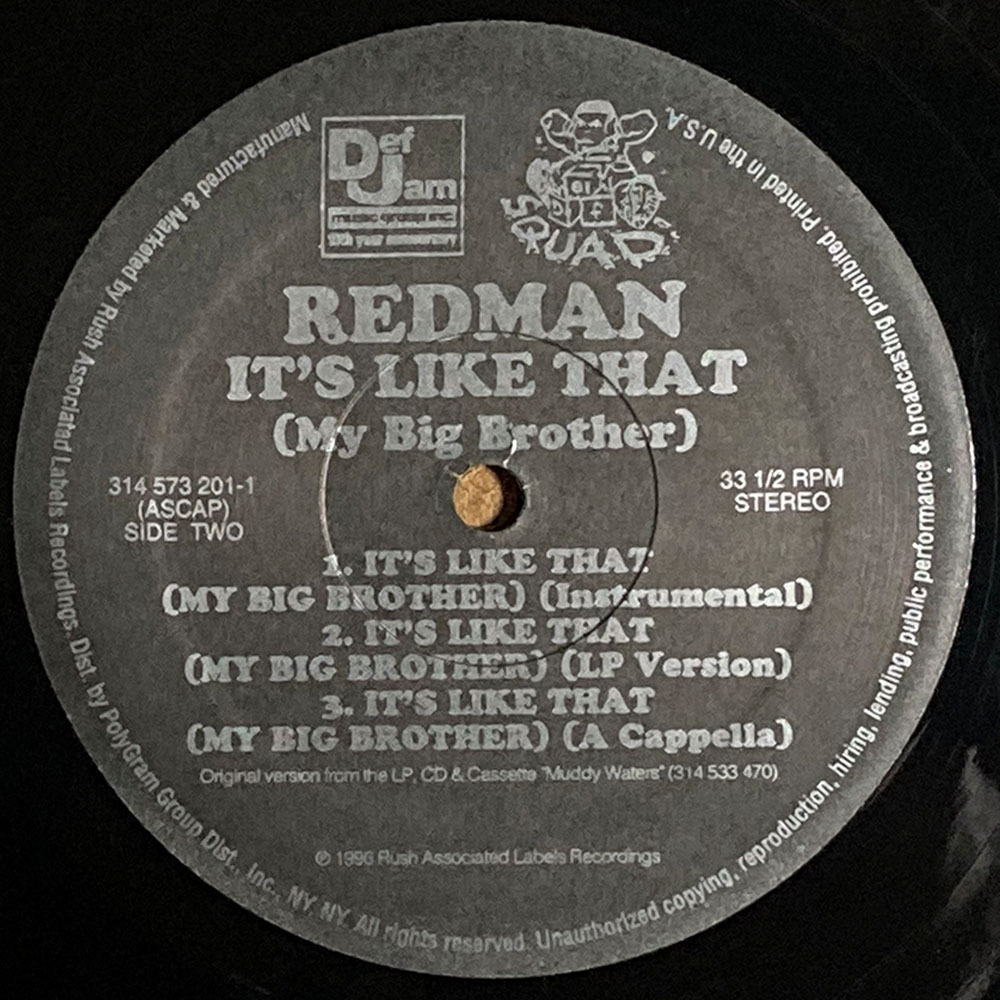 Def
Jam
music group inc.
10th year anniversary
DEF
SQUAD
REDMAN
IT'S LIKE THAT
(My Big Brother)
314 573 201-1
(ASCAP)
SIDE TWO
33 1/2 RPM
STEREO
1. IT'S LIKE THAT
(MY BIG BROTHER) (Instrumental)
2. IT'S LIKE THAT
(MY BIG BROTHER) (LP Version)
3. IT'S LIKE THAT
(MY BIG BROTHER) (A Cappella)
Original version from the LP, CD & Cassette "Muddy Waters" (314 533 470)
℗ 1996 Rush Associated Labels Recordings
Manufactured & Marketed by Rush Associated Labels Recordings. Dist. by PolyGram Group Dist., Inc., NY, NY. All rights reserved. Unauthorized copying, reproduction, hiring, lending, public performance & broadcasting prohibited. Printed in the U.S.A.